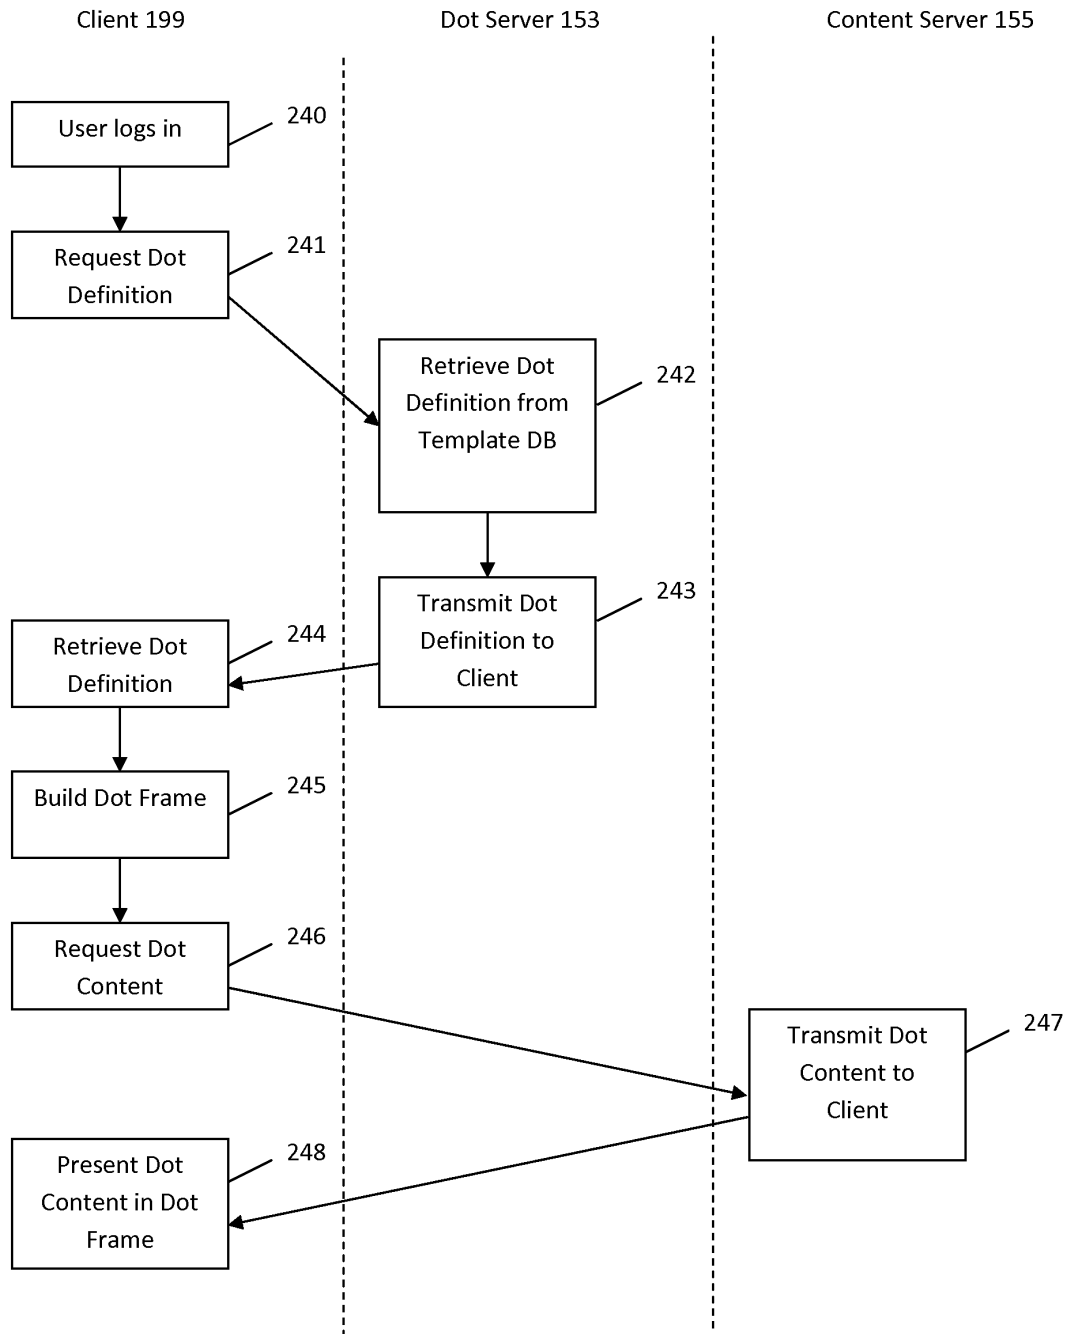 Client 199
Dot Server 153
Content Server 155
User logs in
240
Request Dot
Definition
241
Retrieve Dot
Definition from
Template DB
242
Transmit Dot
Definition to
Client
243
Retrieve Dot
Definition
244
Build Dot Frame
245
Request Dot
Content
246
Transmit Dot
Content to
Client
247
Present Dot
Content in Dot
Frame
248